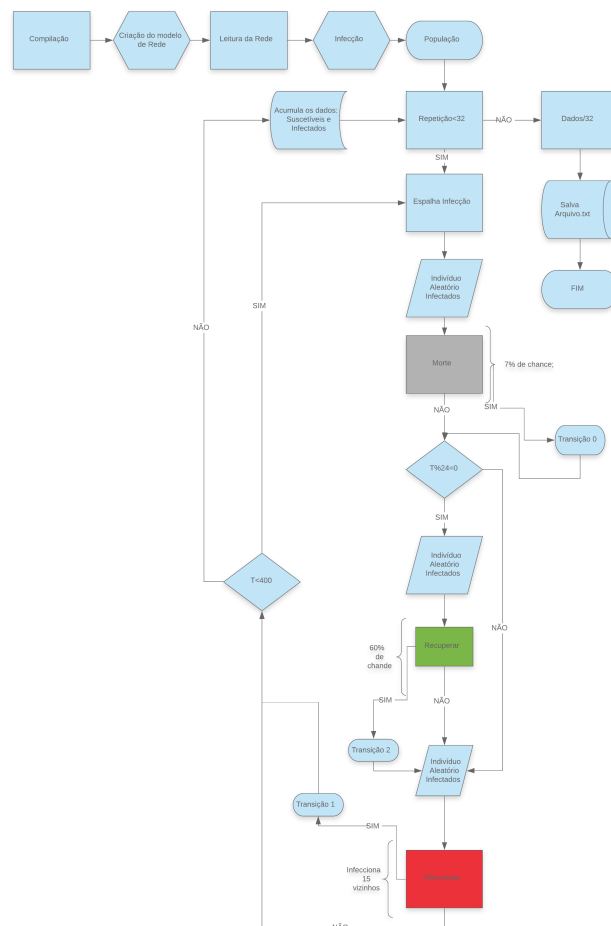 Compilação
Criação do modelo
de Rede
Leitura da Rede
Infecção
População
Acumula os dados:
Suscetíveis e
Infectados
Repetição<32
NÃO
Dados/32
SIM
Espalha Infecção
Salva
Arquivo.txt
Indivíduo
Aleatório
Infectados
FIM
SIM
NÃO
Morte
7% de chance;
SIM
NÃO
Transição 0
T%24=0
SIM
Indivíduo
Aleatório
Infectados
T<400
NÃO
60%
de
chande
Recuperar
SIM
NÃO
Transição 2
Indivíduo
Aleatório
Infectados
Transição 1
SIM
Infecciona
15
vizinhos
NÃO